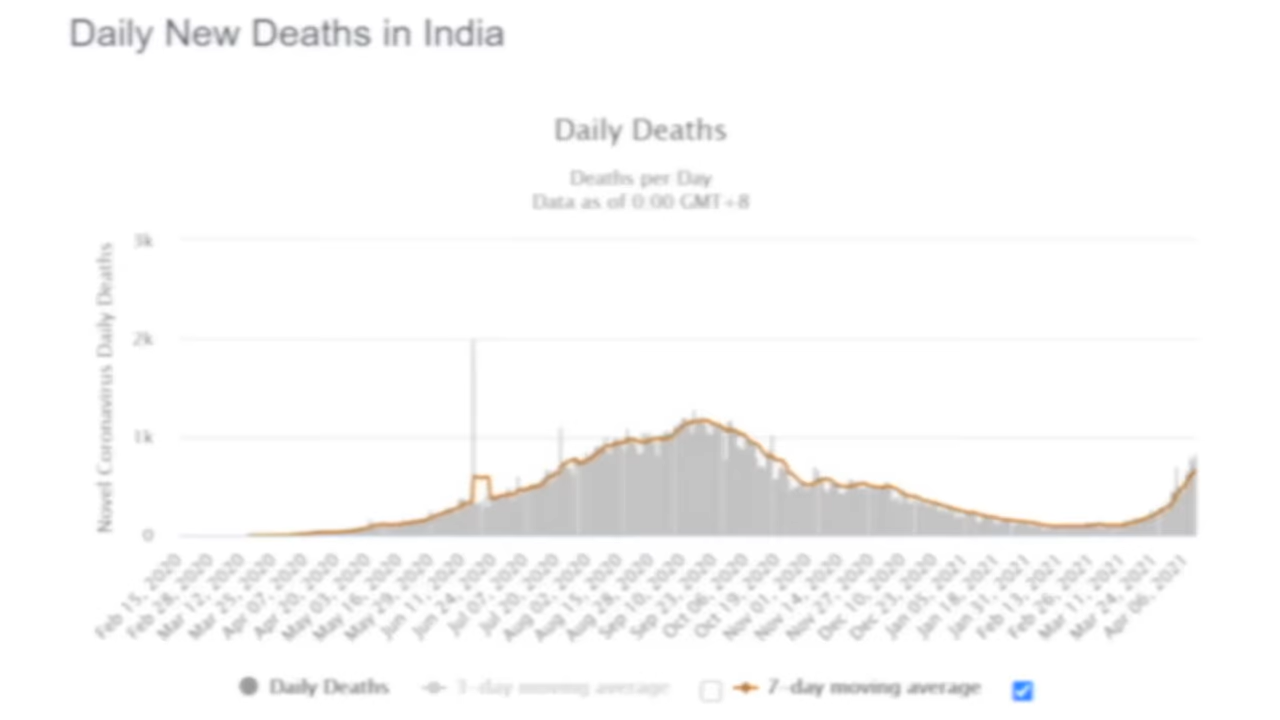 Daily New Deaths in India
Daily Deaths
Deaths per Day
Data as of 0:00 GMT+8
Novel Coronavirus Daily Deaths
3k
2k
1k
0
Feb 15, 2020
Feb 28, 2020
Mar 12, 2020
Mar 25, 2020
Apr 07, 2020
Apr 20, 2020
May 03, 2020
May 16, 2020
May 29, 2020
Jun 11, 2020
Jun 24, 2020
Jul 07, 2020
Jul 20, 2020
Aug 02, 2020
Aug 15, 2020
Aug 28, 2020
Sep 10, 2020
Sep 23, 2020
Oct 06, 2020
Oct 19, 2020
Nov 01, 2020
Nov 14, 2020
Nov 27, 2020
Dec 10, 2020
Dec 23, 2020
Jan 05, 2021
Jan 18, 2021
Jan 31, 2021
Feb 13, 2021
Feb 26, 2021
Mar 11, 2021
Mar 24, 2021
Apr 06, 2021
Daily Deaths
3-day moving average
7-day moving average